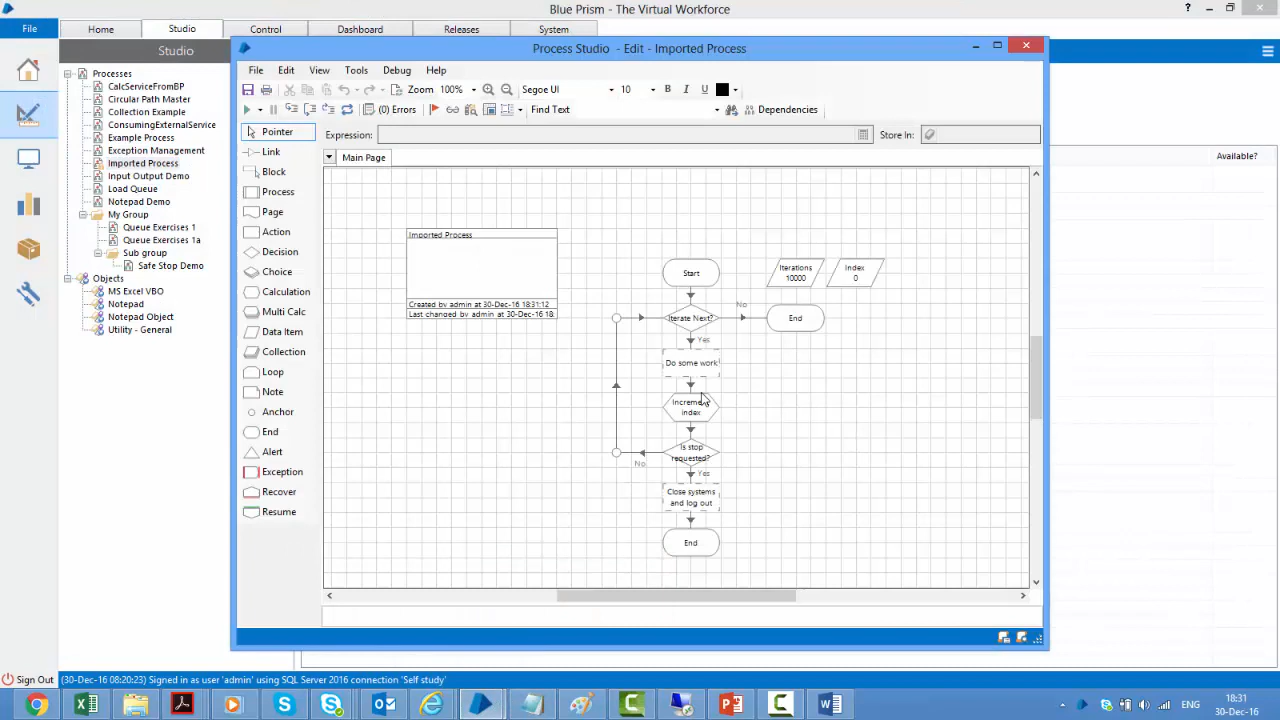 Blue Prism - The Virtual Workforce
?
File
Home
Studio
Control
Dashboard
Releases
System
Studio
Processes
CalcServiceFromBP
Circular Path Master
Collection Example
ConsumingExternalService
Example Process
Exception Management
Imported Process
Input Output Demo
Load Queue
Notepad Demo
My Group
Queue Exercises 1
Queue Exercises 1a
Sub group
Safe Stop Demo
Objects
MS Excel VBO
Notepad
Notepad Object
Utility - General
Available?
Process Studio - Edit - Imported Process
File Edit View Tools Debug Help
Zoom 100% Segoe UI 10 B I U
(0) Errors Find Text Dependencies
Expression: Store In:
Pointer
Link
Block
Process
Page
Action
Decision
Choice
Calculation
Multi Calc
Data Item
Collection
Loop
Note
Anchor
End
Alert
Exception
Recover
Resume
Main Page
Imported Process
Created by admin at 30-Dec-16 18:31:12
Last changed by admin at 30-Dec-16 18
Start
Iterations
10000
Index
0
Iterate Next?
No
End
Yes
Do some work
Increment
index
Is stop
requested?
No
Yes
Close systems
and log out
End
Sign Out
(30-Dec-16 08:20:23) Signed in as user 'admin' using SQL Server 2016 connection 'Self study'
ENG
18:31
30-Dec-16